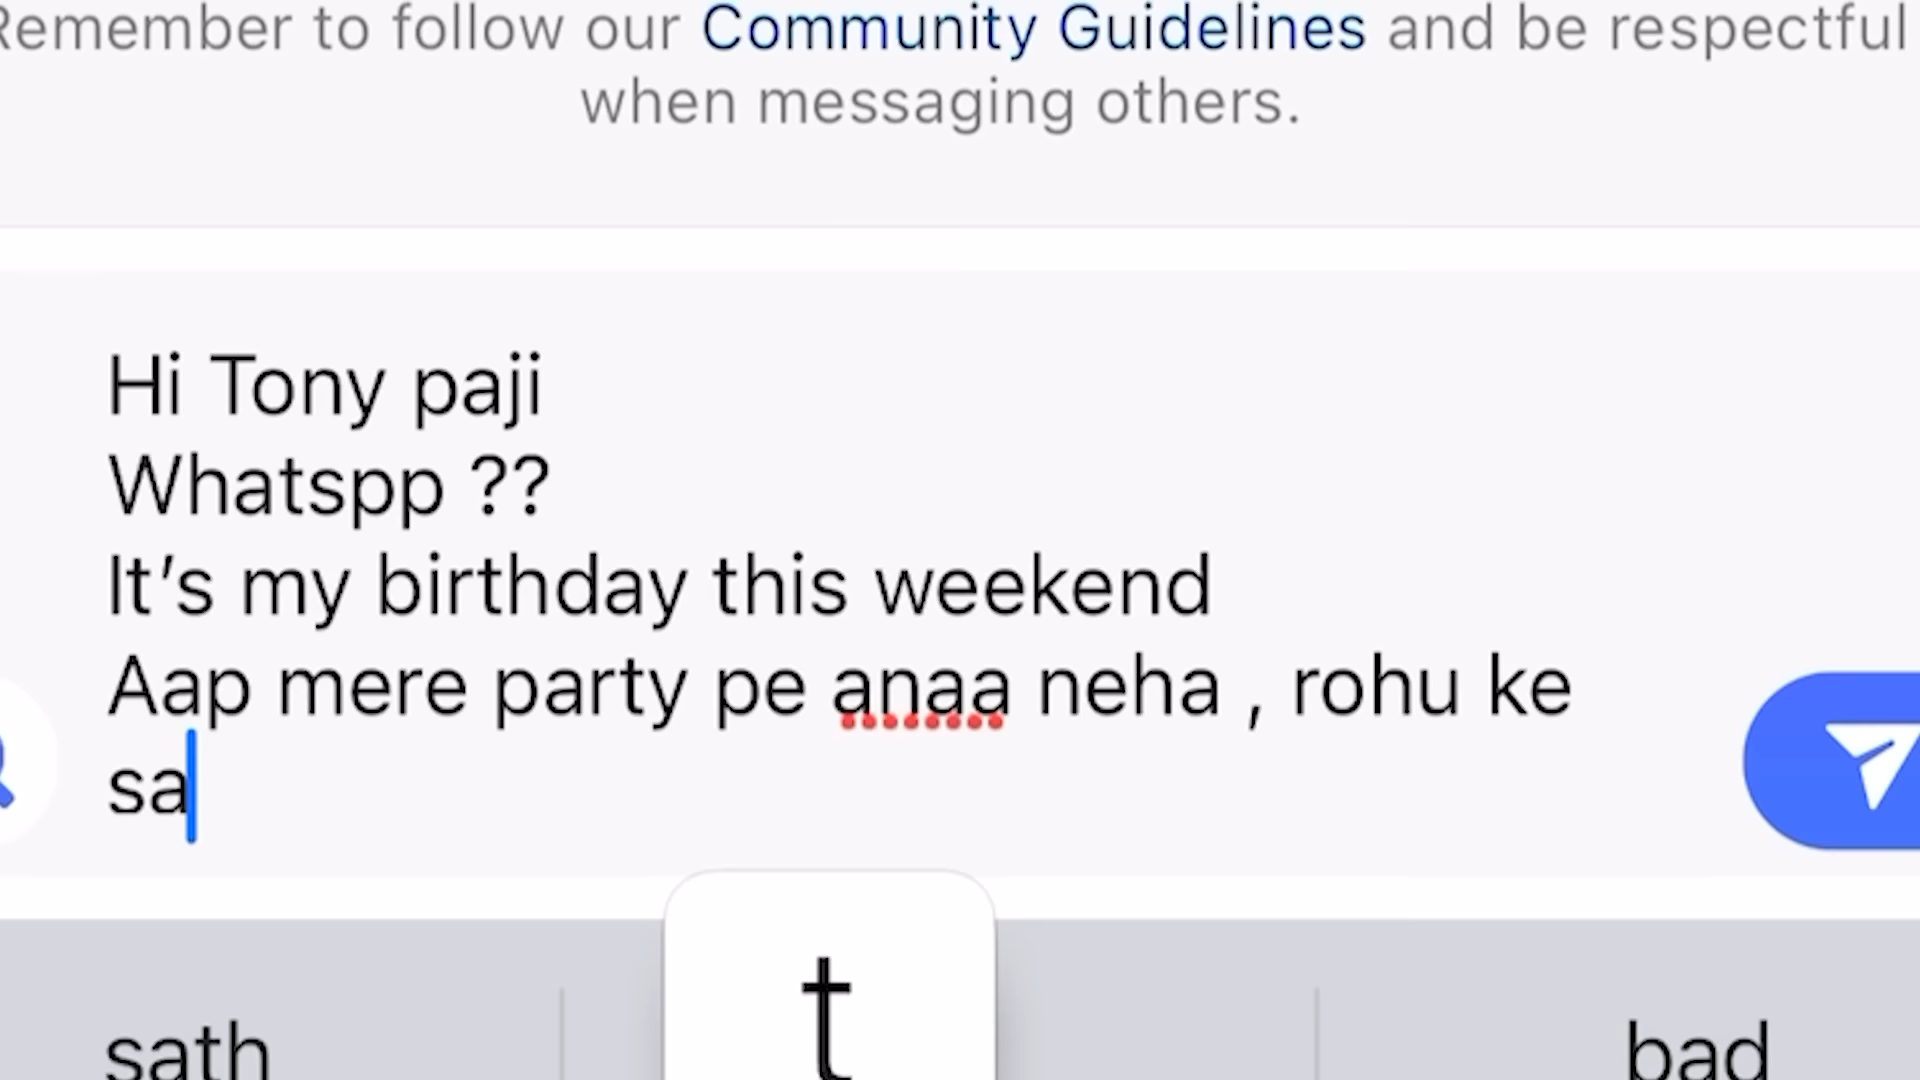 Remember to follow our Community Guidelines and be respectful
when messaging others.
Hi Tony paji
Whatspp ??
It’s my birthday this weekend
Aap mere party pe anaa neha , rohu ke
sa
t
sath
bad